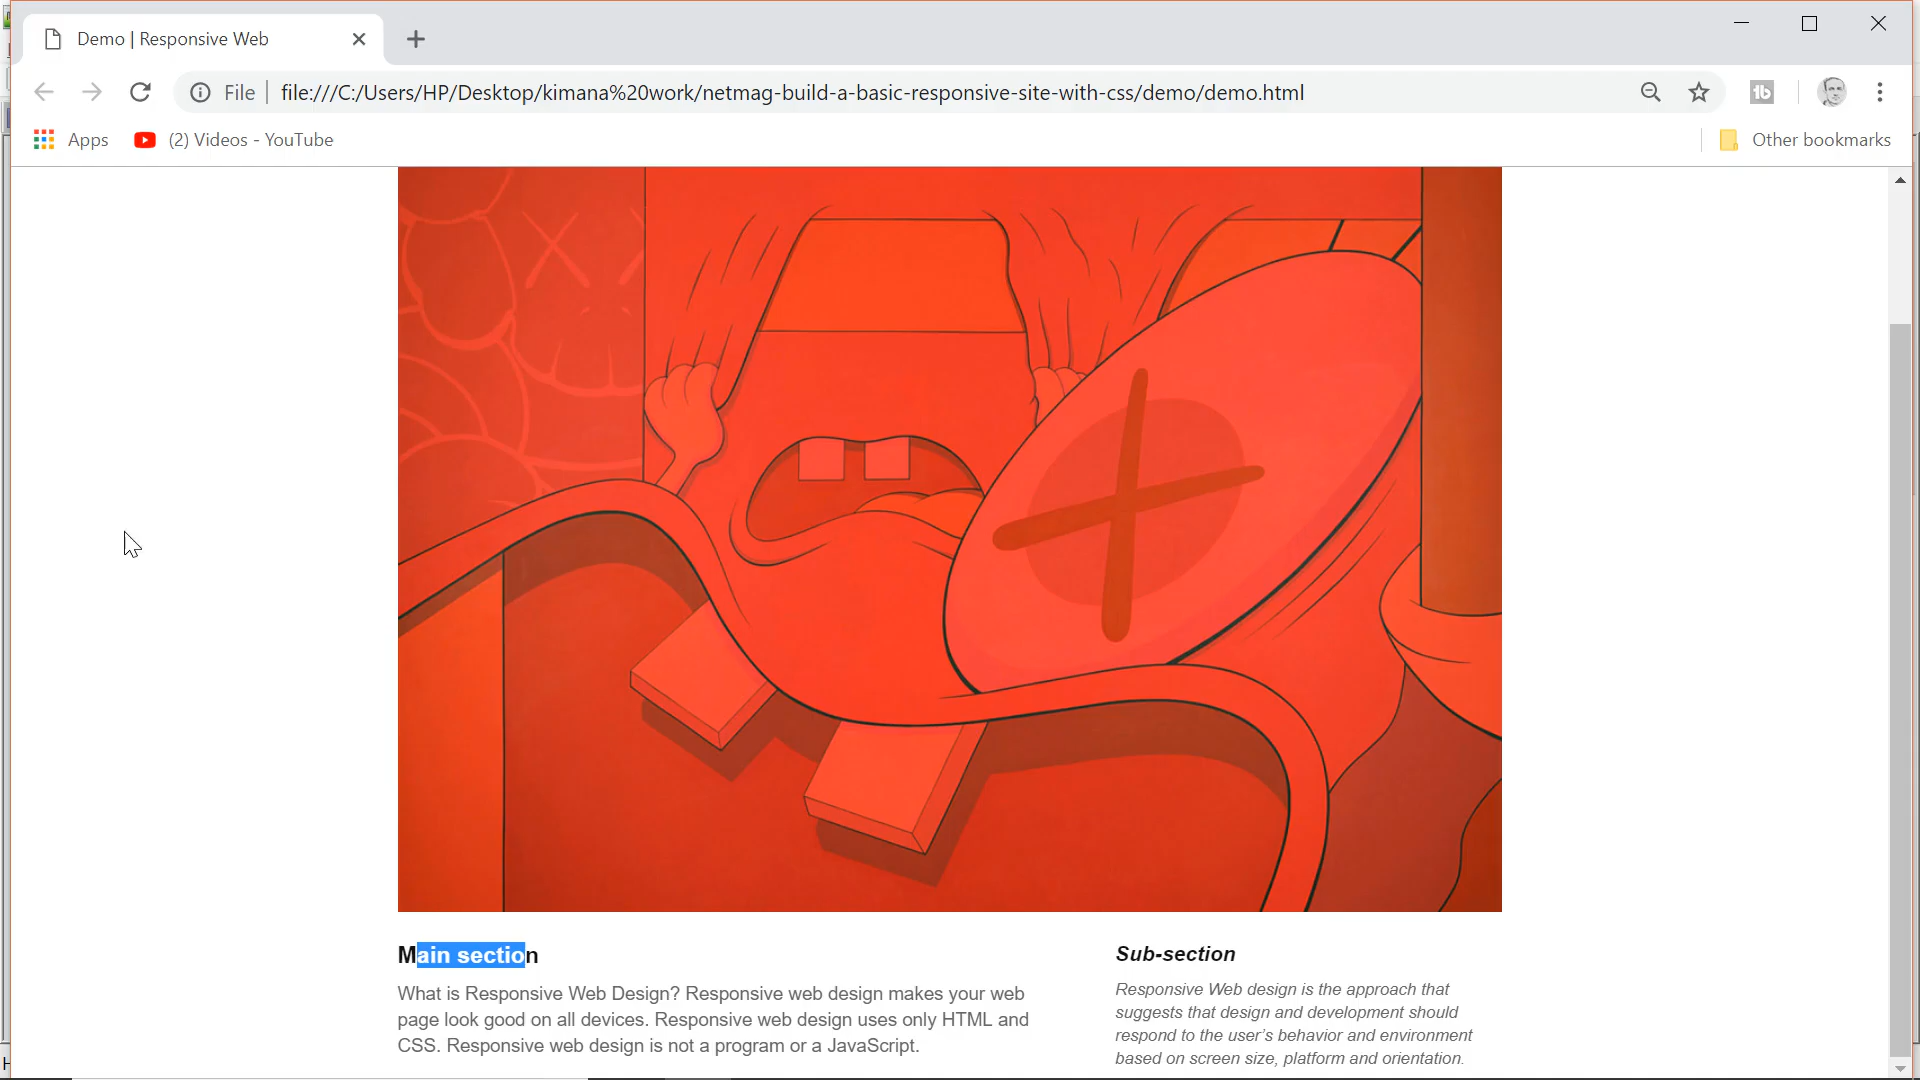 Demo | Responsive Web
File
file:///C:/Users/HP/Desktop/kimana%20work/netmag-build-a-basic-responsive-site-with-css/demo/demo.html
Apps
(2) Videos - YouTube
Other bookmarks
Main section
What is Responsive Web Design? Responsive web design makes your web
page look good on all devices. Responsive web design uses only HTML and
CSS. Responsive web design is not a program or a JavaScript.
Sub-section
Responsive Web design is the approach that
suggests that design and development should
respond to the user's behavior and environment
based on screen size, platform and orientation.